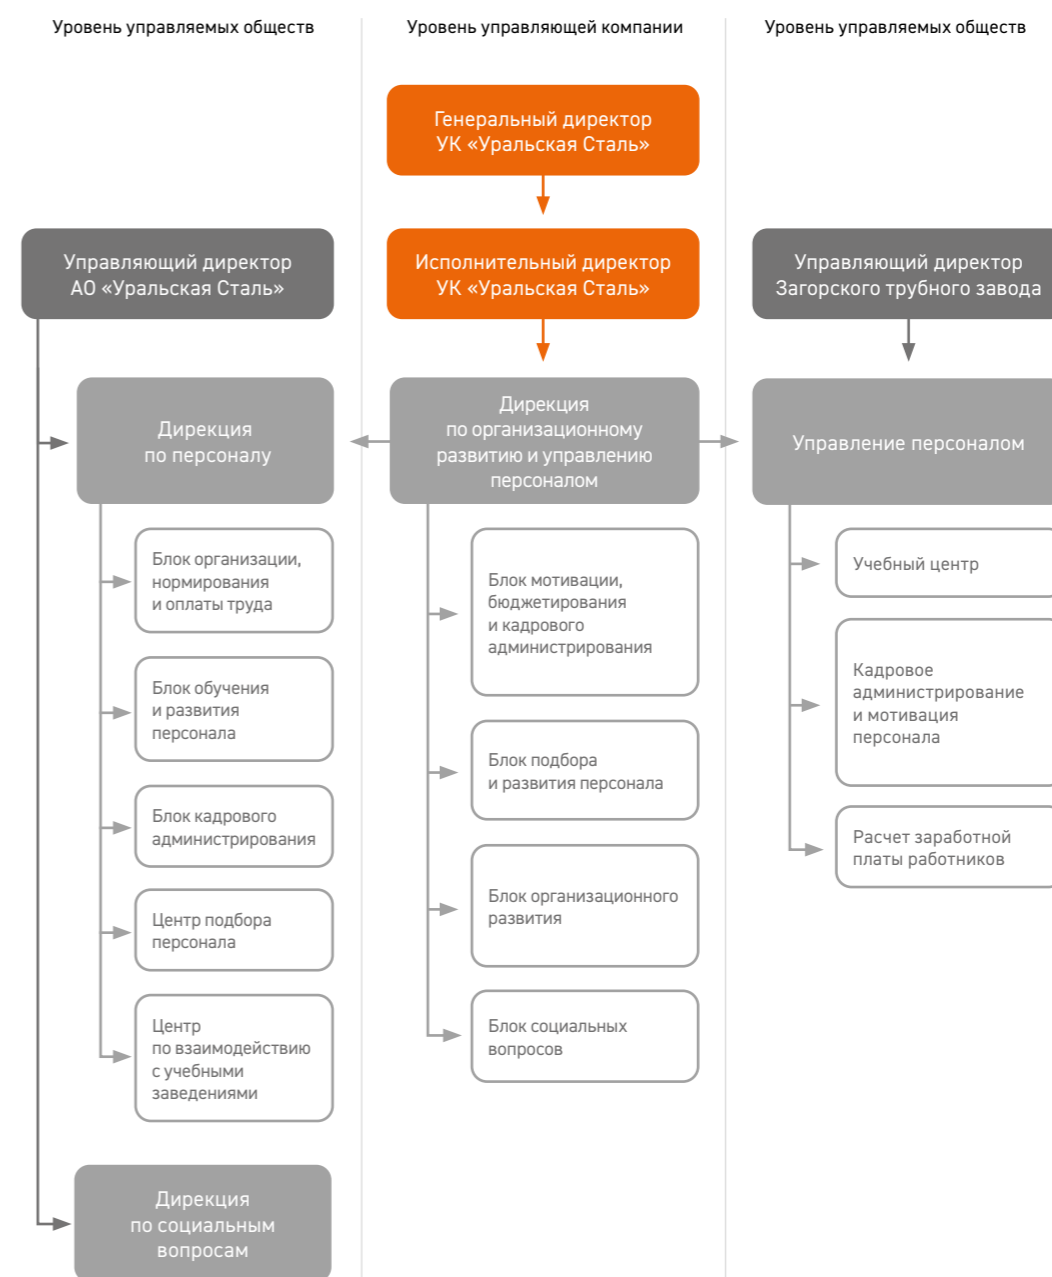 Уровень управляемых обществ
Уровень управляющей компании
Уровень управляемых обществ
Генеральный директор
УК «Уральская Сталь»
Управляющий директор
АО «Уральская Сталь»
Исполнительный директор
УК «Уральская Сталь»
Управляющий директор
Загорского трубного завода
Дирекция
по персоналу
Дирекция
по организационному
развитию и управлению
персоналом
Управление персоналом
Блок организации,
нормирования
и оплаты труда
Блок обучения
и развития
персонала
Блок кадрового
администрирования
Центр подбора
персонала
Центр
по взаимодействию
с учебными
заведениями
Блок мотивации,
бюджетирования
и кадрового
администрирования
Блок подбора
и развития персонала
Блок организационного
развития
Блок социальных
вопросов
Учебный центр
Кадровое
администрирование
и мотивация
персонала
Расчет заработной
платы работников
Дирекция
по социальным
вопросам